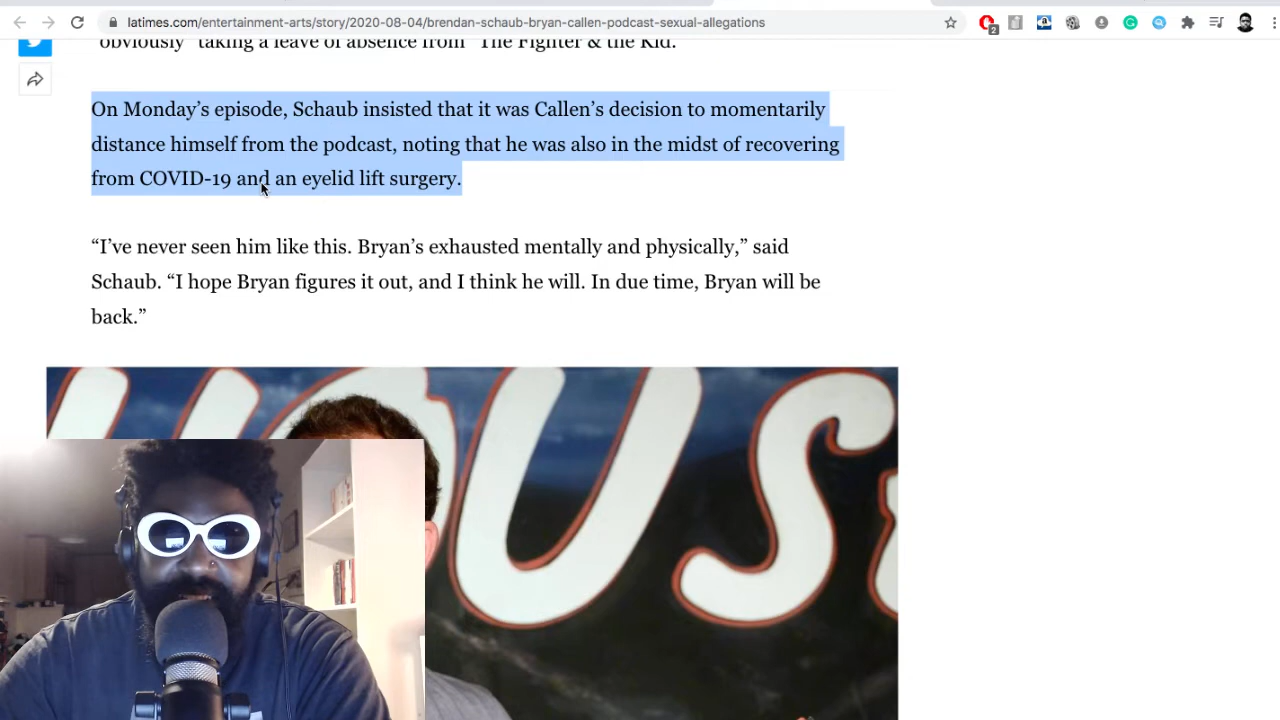 latimes.com/entertainment-arts/story/2020-08-04/brendan-schaub-bryan-callen-podcast-sexual-allegations
2
obviously" taking a leave of absence from "The Fighter & the Kid."
On Monday's episode, Schaub insisted that it was Callen's decision to momentarily
distance himself from the podcast, noting that he was also in the midst of recovering
from COVID-19 and an eyelid lift surgery.
“I've never seen him like this. Bryan's exhausted mentally and physically,” said
Schaub. “I hope Bryan figures it out, and I think he will. In due time, Bryan will be
back.”